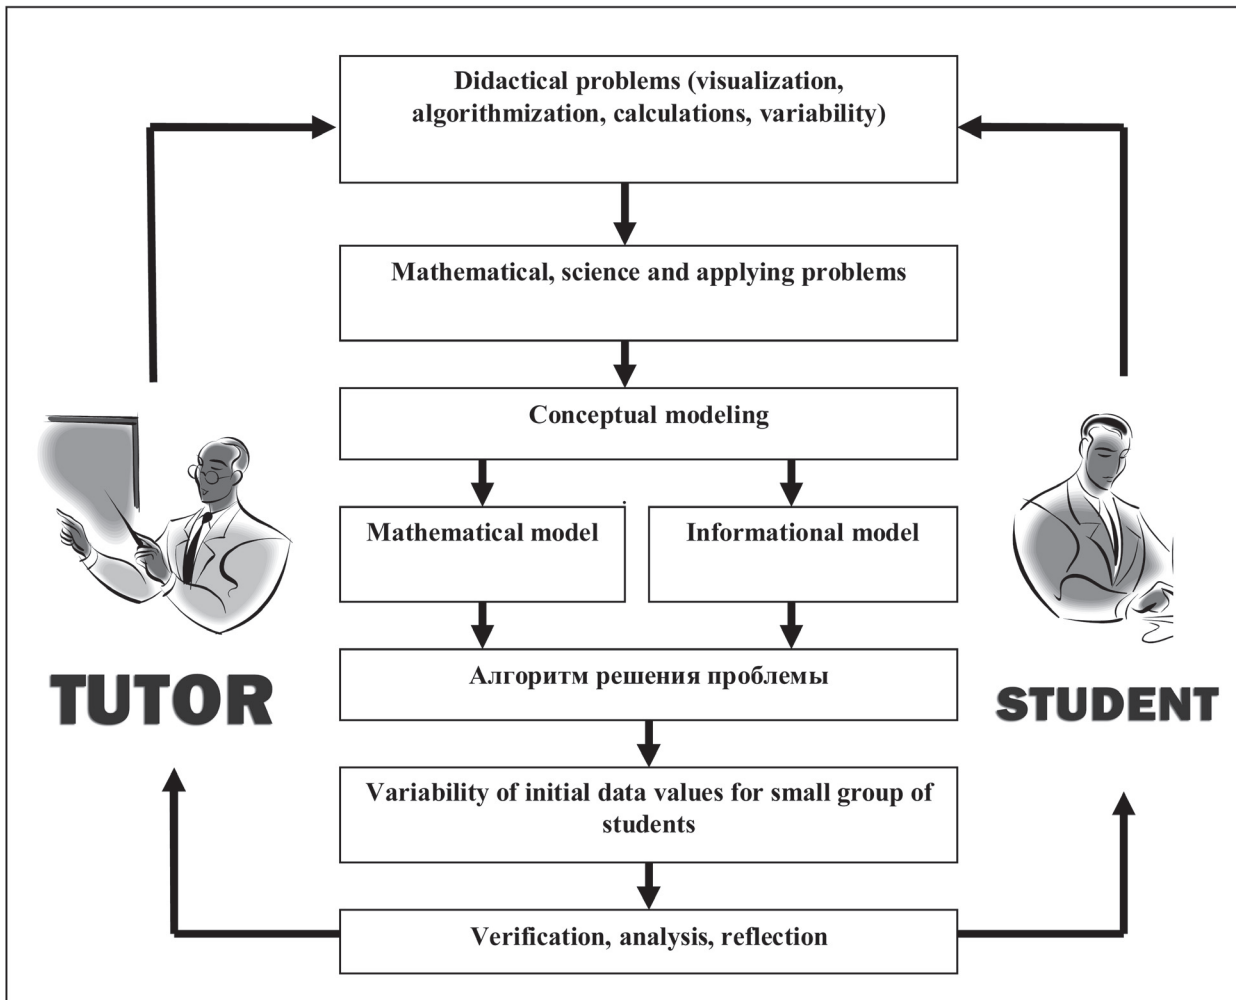 Didactical problems (visualization,
algorithmization, calculations, variability)
Mathematical, science and applying problems
Conceptual modeling
Mathematical model
Informational model
Алгоритм решения проблемы
TUTOR
STUDENT
Variability of initial data values for small group of
students
Verification, analysis, reflection